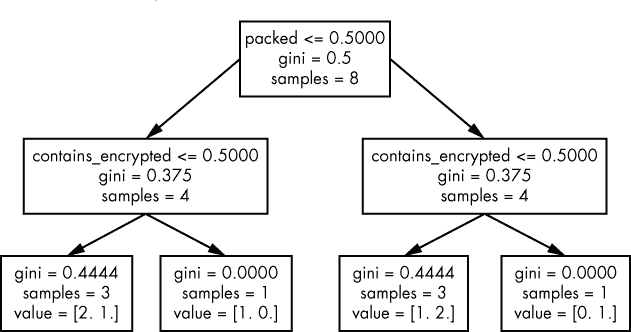 packed <= 0.5000
gini = 0.5
samples = 8
contains_encrypted <= 0.5000
gini = 0.375
samples = 4
contains_encrypted <= 0.5000
gini = 0.375
samples = 4
gini = 0.4444
samples = 3
value = [2. 1.]
gini = 0.0000
samples = 1
value = [1. 0.]
gini = 0.4444
samples = 3
value = [1. 2.]
gini = 0.0000
samples = 1
value = [0. 1.]